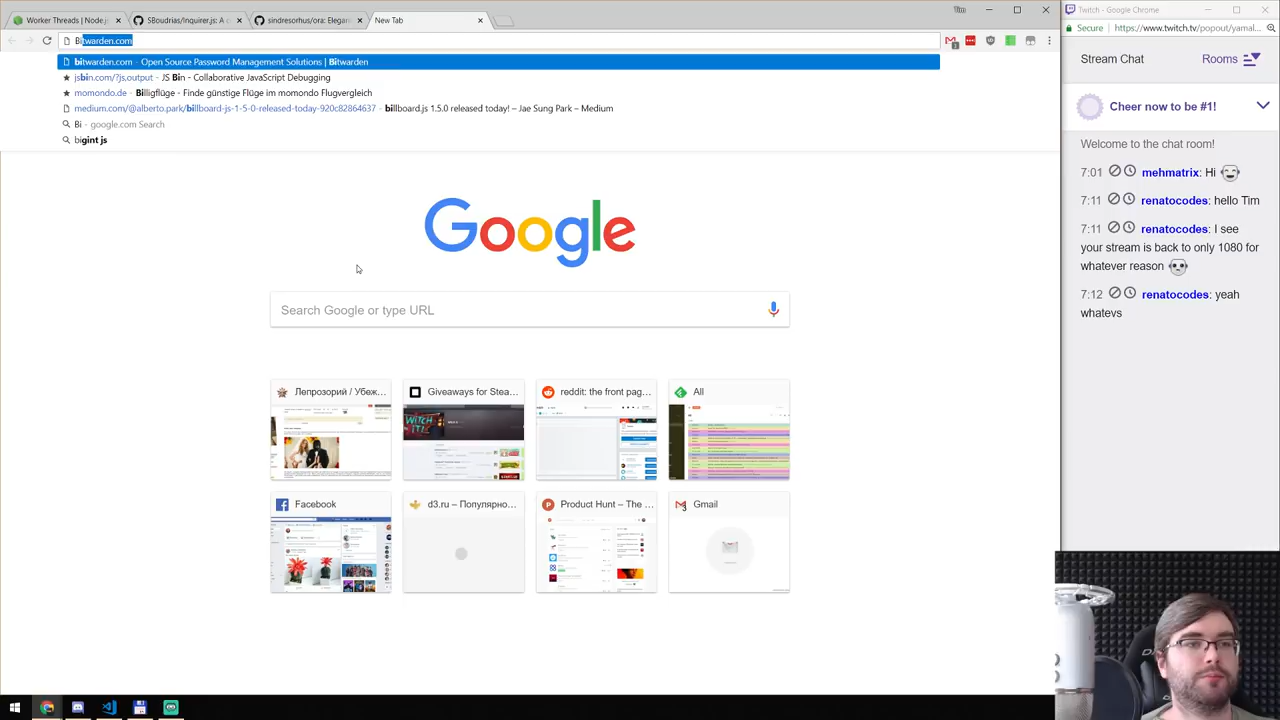 Worker Threads | Node.js
SBoudrias/Inquirer.js: A c
sindresorhus/ora: Elegan
New Tab
Bitwarden.com
bitwarden.com - Open Source Password Management Solutions | Bitwarden
jsbin.com/?js,output - JS Bin - Collaborative JavaScript Debugging
momondo.de - Billigflüge - Finde günstige Flüge im momondo Flugvergleich
medium.com/@alberto.park/billboard-js-1-5-0-released-today-920c82864637 - billboard.js 1.5.0 released today! – Jae Sung Park – Medium
Bi - google.com Search
bigint js
Google
Search Google or type URL
Лепрозорий / Убеж...
Giveaways for Stea...
reddit: the front pag...
All
Facebook
d3.ru – Популярно...
Product Hunt – The ...
Gmail
Twitch - Google Chrome
Secure
https://www.twitch.tv/popout/yamal
Stream Chat
Rooms
Cheer now to be #1!
Welcome to the chat room!
7:01 mehmatrix: Hi
7:11 renatocodes: hello Tim
7:11 renatocodes: I see
your stream is back to only 1080 for
whatever reason
7:12 renatocodes: yeah
whatevs